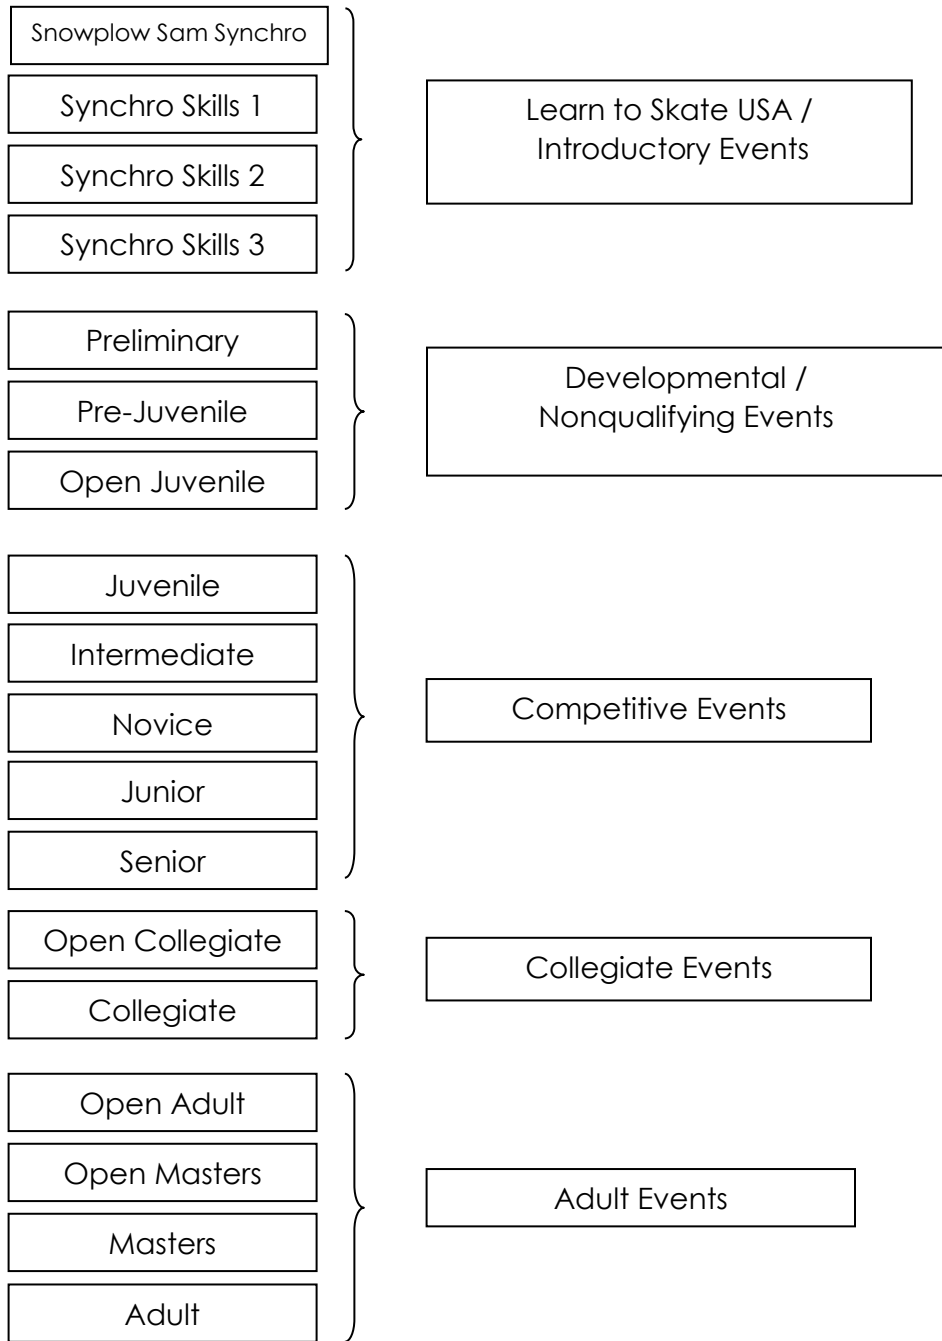 Snowplow Sam Synchro
Synchro Skills 1
Synchro Skills 2
Synchro Skills 3
Learn to Skate USA /
Introductory Events
Preliminary
Pre-Juvenile
Open Juvenile
Developmental /
Nonqualifying Events
Juvenile
Intermediate
Novice
Junior
Senior
Competitive Events
Open Collegiate
Collegiate
Collegiate Events
Open Adult
Open Masters
Masters
Adult
Adult Events